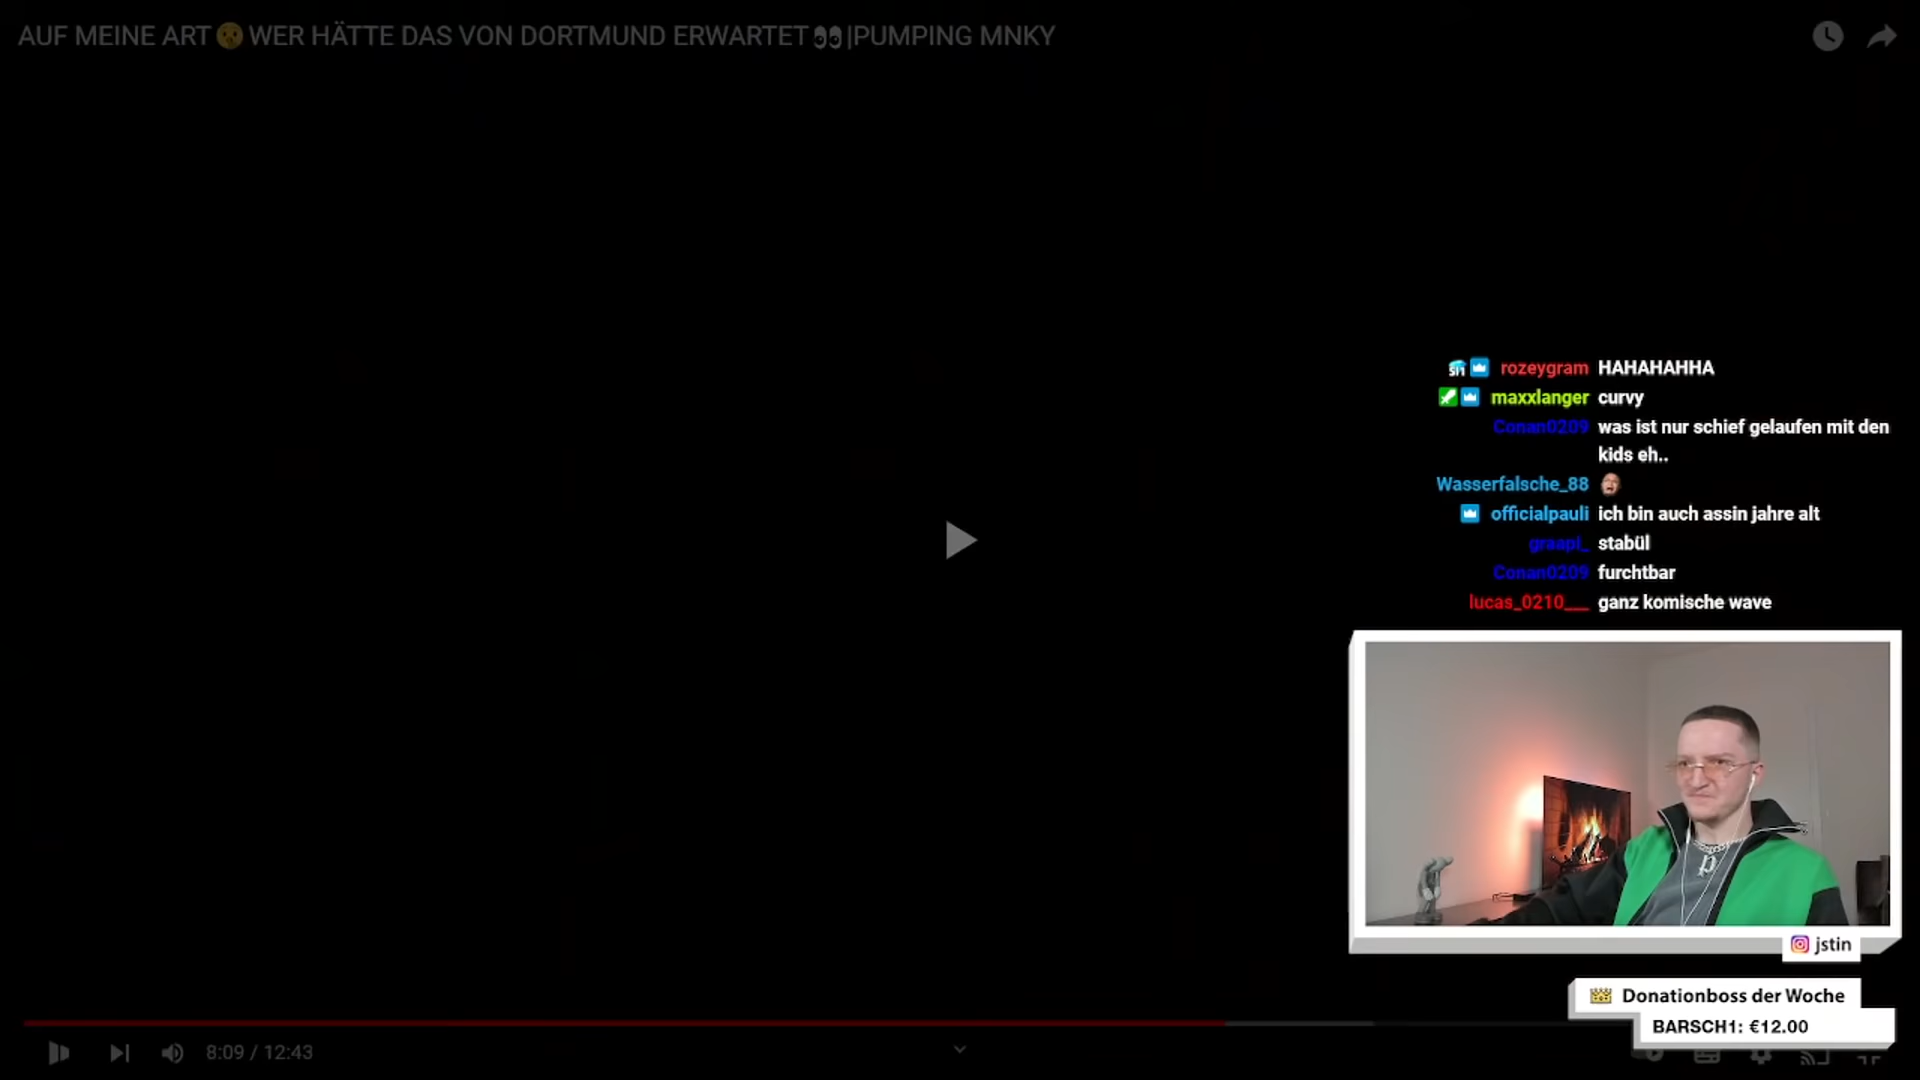 AUF MEINE ART😗WER HÄTTE DAS VON DORTMUND ERWARTET👀|PUMPING MNKY
rozeygram HAHAHAHHA
maxxlanger curvy
Conan0209 was ist nur schief gelaufen mit den
kids eh..
Wasserfalsche_88
officialpauli ich bin auch assin jahre alt
graapl_ stabül
Conan0209 furchtbar
lucas_0210___ ganz komische wave
jstin
Donationboss der Woche
BARSCH1: €12.00
8:09 / 12:43